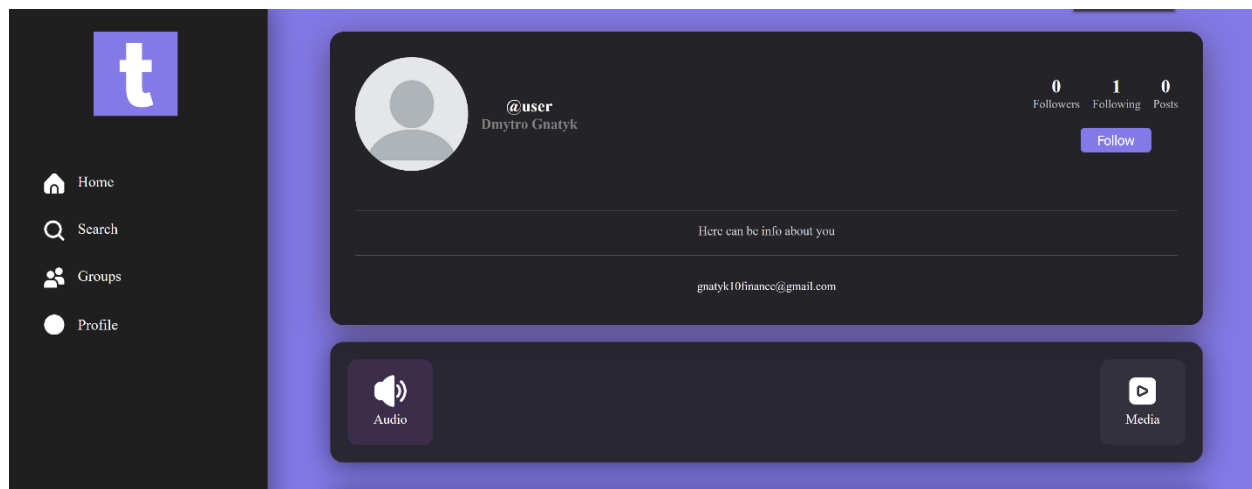 t
Home
Search
Groups
Profile
@user
Dmytro Gnatyk
0 1 0
Followers Following Posts
Follow
Here can be info about you
gnatyk10finance@gmail.com
Audio
Media